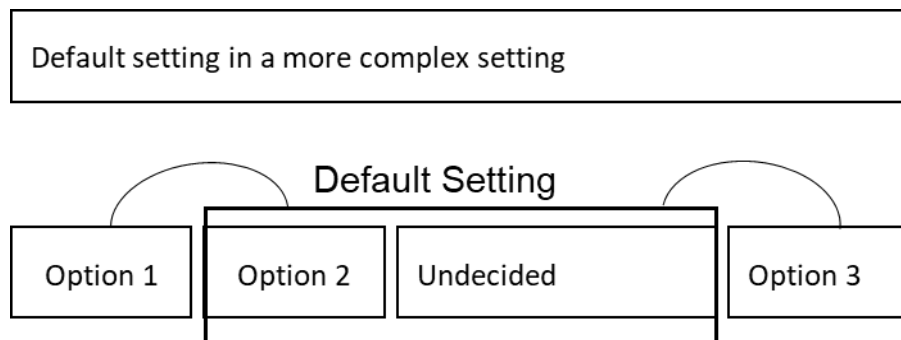 Default setting in a more complex setting
Default Setting
Option 1
Option 2
Undecided
Option 3